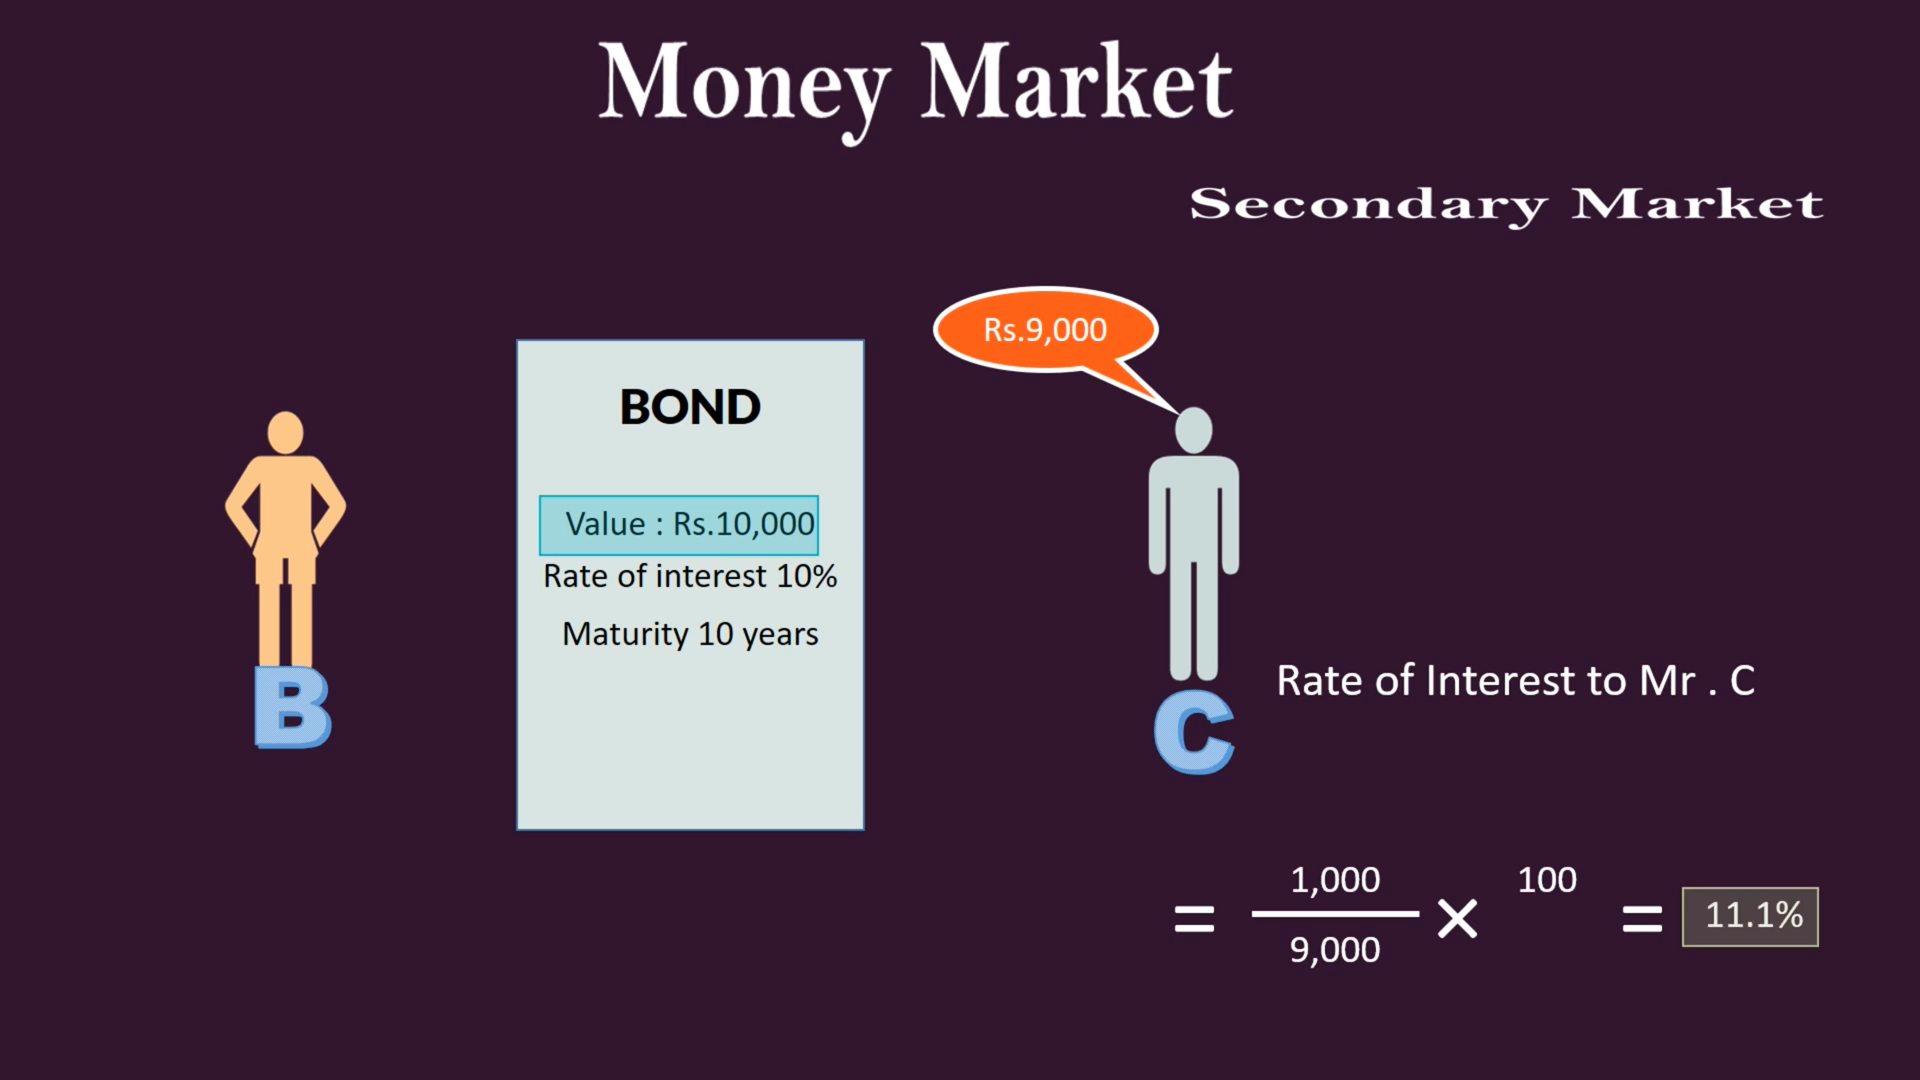 Money Market
Secondary Market
Rs.9,000
BOND
Value : Rs.10,000
Rate of interest 10%
Maturity 10 years
B
C
Rate of Interest to Mr . C
= 1,000 × 100 = 11.1%
9,000